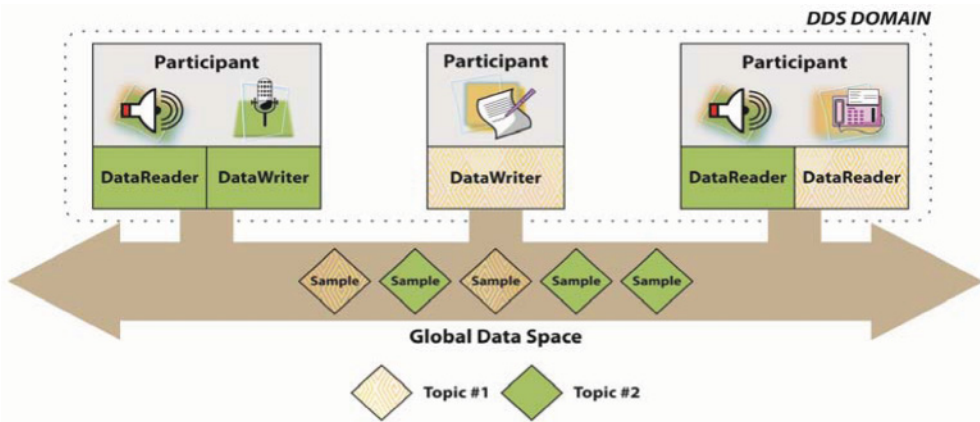 DDS DOMAIN
Participant
Participant
Participant
DataReader
DataWriter
DataWriter
DataReader
DataReader
Sample
Sample
Sample
Sample
Sample
Global Data Space
Topic #1
Topic #2